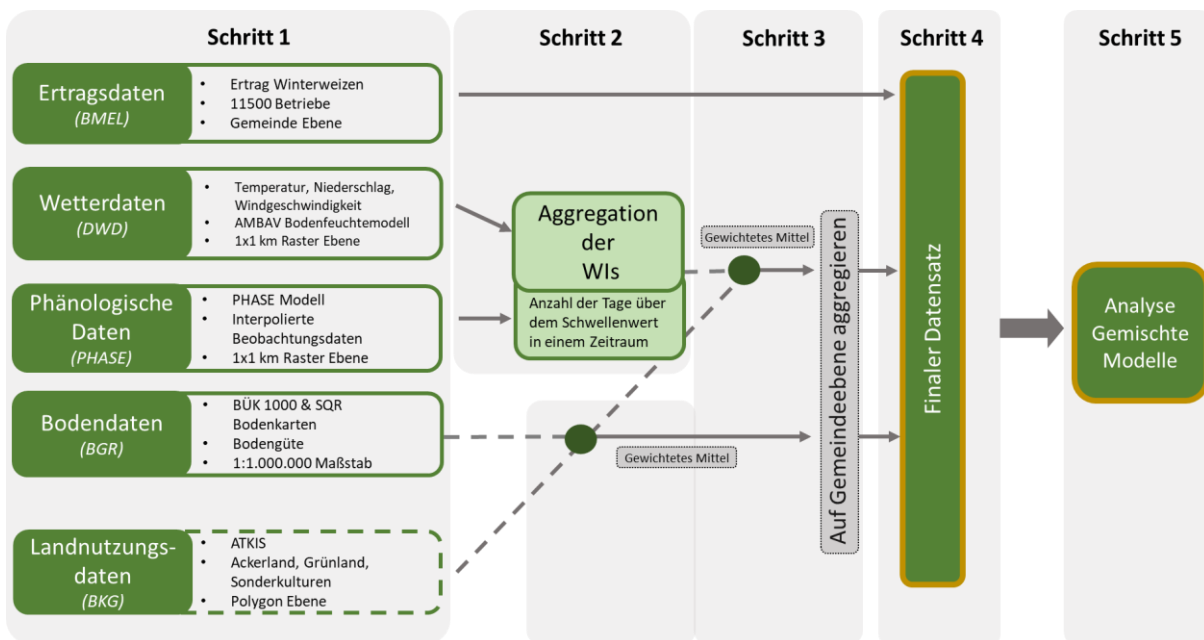 Schritt 1
Schritt 2
Schritt 3
Schritt 4
Schritt 5
Ertragsdaten
(BMEL)
• Ertrag Winterweizen
• 11500 Betriebe
• Gemeinde Ebene
Wetterdaten
(DWD)
• Temperatur, Niederschlag,
Windgeschwindigkeit
• AMBAV Bodenfeuchtemodell
• 1x1 km Raster Ebene
Phänologische
Daten
(PHASE)
• PHASE Modell
• Interpolierte
Beobachtungsdaten
• 1x1 km Raster Ebene
Bodendaten
(BGR)
• BÜK 1000 & SQR
Bodenkarten
• Bodengüte
• 1:1.000.000 Maßstab
Landnutzungs-
daten
(BKG)
• ATKIS
• Ackerland, Grünland,
Sonderkulturen
• Polygon Ebene
Aggregation
der
WIs
Anzahl der Tage über
dem Schwellenwert
in einem Zeitraum
Gewichtetes Mittel
Gewichtetes Mittel
Auf Gemeindeebene aggregieren
Finaler Datensatz
Analyse
Gemischte
Modelle